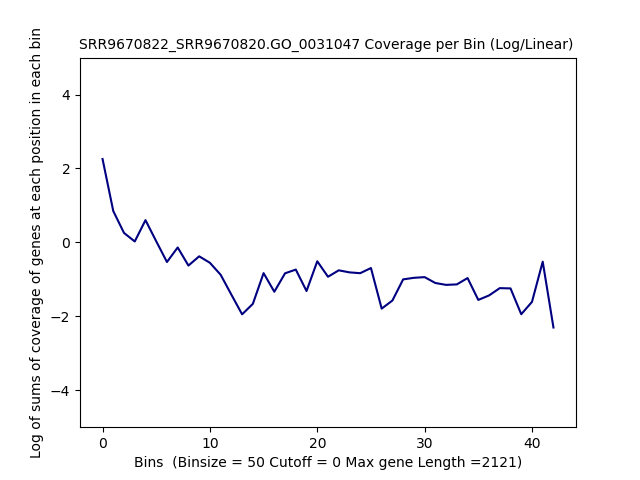 SRR9670822_SRR9670820.GO_0031047 Coverage per Bin (Log/Linear)
Log of sums of coverage of genes at each position in each bin
4
2
0
−2
−4
0 10 20 30 40
Bins  (Binsize = 50 Cutoff = 0 Max gene Length =2121)